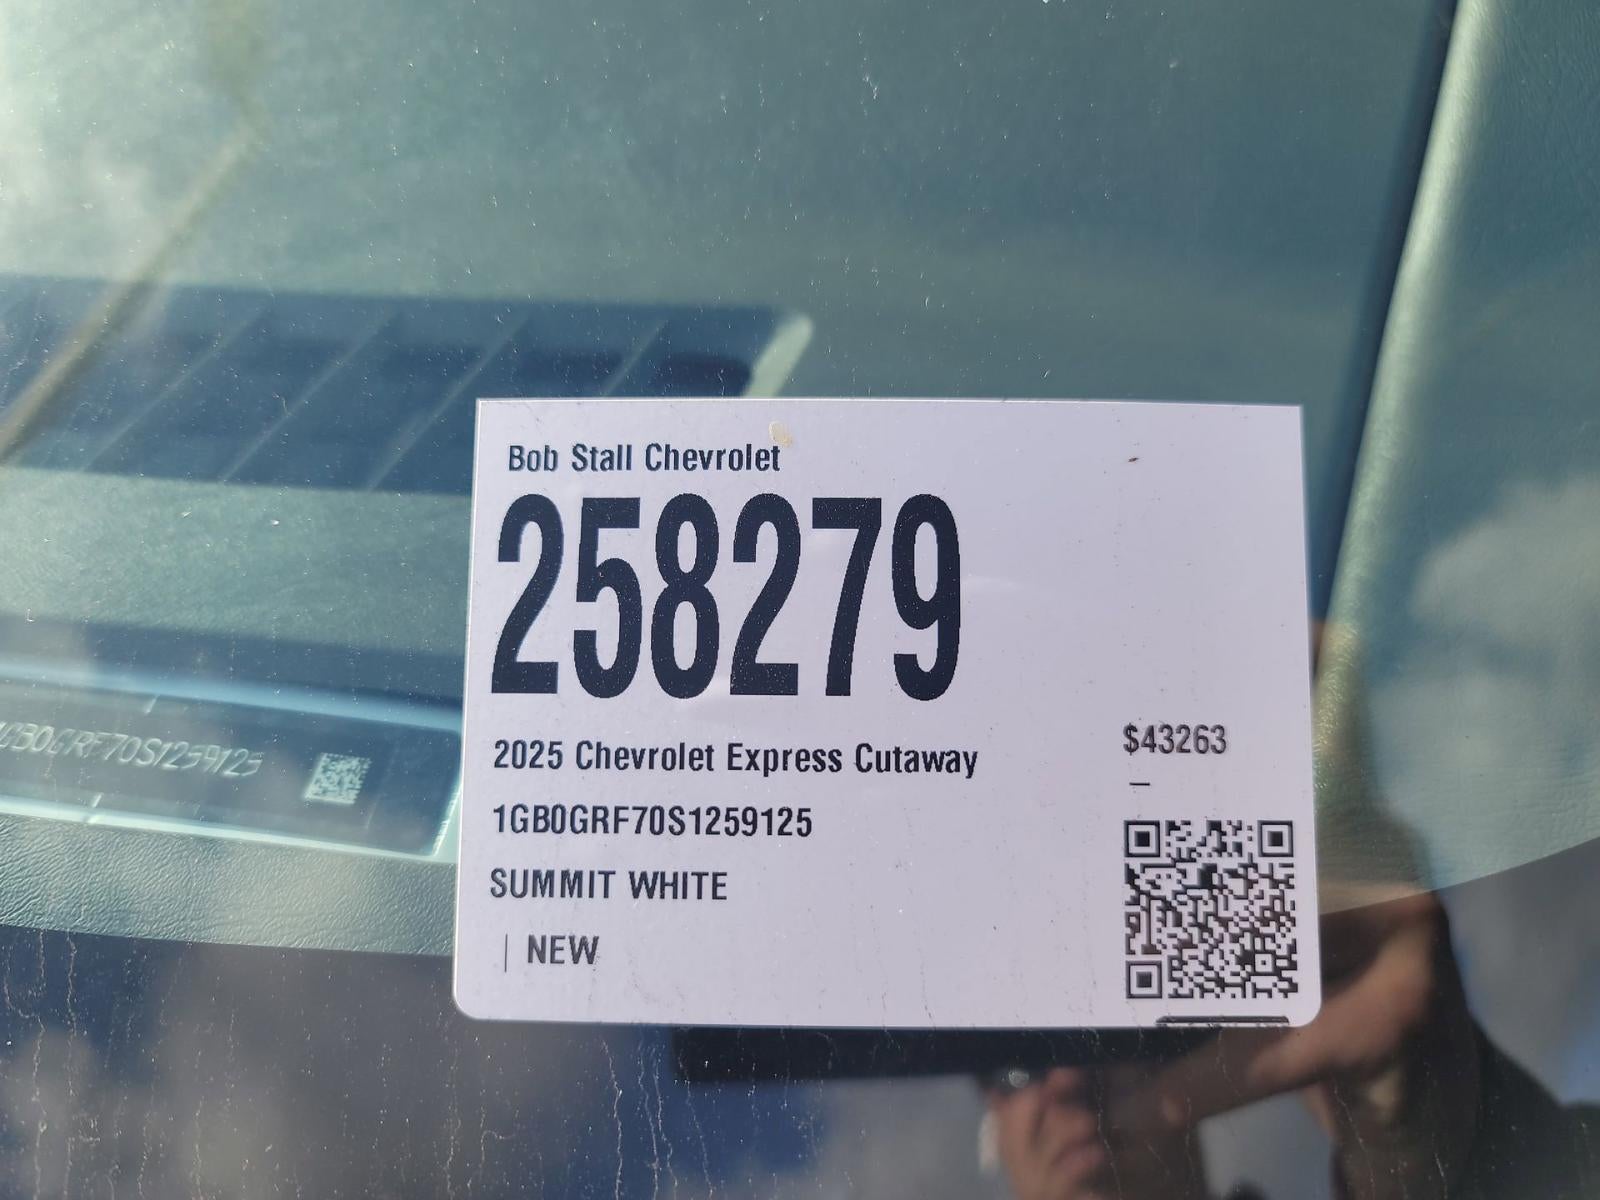 Bob Stall Chevrolet
258279
2025 Chevrolet Express Cutaway
$43263
–
1GB0GRF70S1259125
SUMMIT WHITE
| NEW
1GB0GRF70S1259125